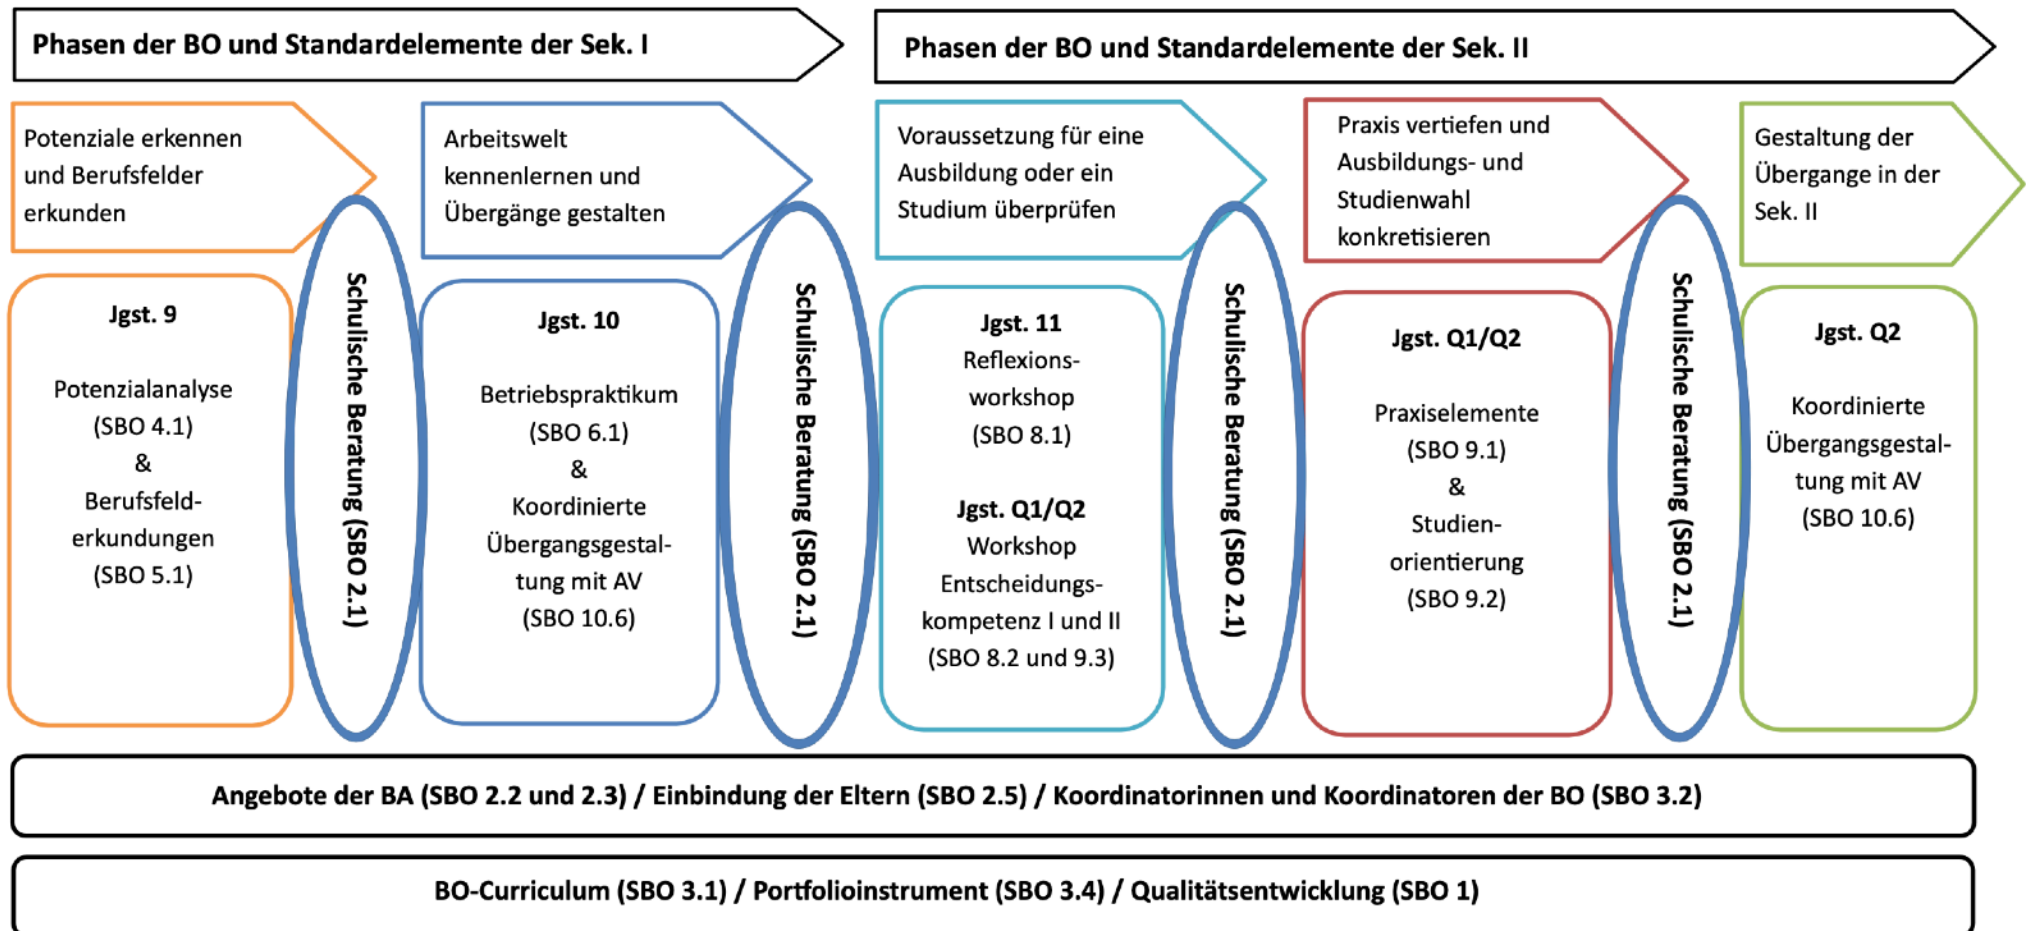 Phasen der BO und Standardelemente der Sek. I
Phasen der BO und Standardelemente der Sek. II
Potenziale erkennen
und Berufsfelder
erkunden
Arbeitswelt
kennenlernen und
Übergänge gestalten
Voraussetzung für eine
Ausbildung oder ein
Studium überprüfen
Praxis vertiefen und
Ausbildungs- und
Studienwahl
konkretisieren
Gestaltung der
Übergange in der
Sek. II
Jgst. 9
Potenzialanalyse
(SBO 4.1)
&
Berufsfeld-
erkundungen
(SBO 5.1)
Schulische Beratung (SBO 2.1)
Jgst. 10
Betriebspraktikum
(SBO 6.1)
&
Koordinierte
Übergangsgestal-
tung mit AV
(SBO 10.6)
Schulische Beratung (SBO 2.1)
Jgst. 11
Reflexions-
workshop
(SBO 8.1)
Jgst. Q1/Q2
Workshop
Entscheidungs-
kompetenz I und II
(SBO 8.2 und 9.3)
Schulische Beratung (SBO 2.1)
Jgst. Q1/Q2
Praxiselemente
(SBO 9.1)
&
Studien-
orientierung
(SBO 9.2)
Schulische Beratung (SBO 2.1)
Jgst. Q2
Koordinierte
Übergangsgestal-
tung mit AV
(SBO 10.6)
Angebote der BA (SBO 2.2 und 2.3) / Einbindung der Eltern (SBO 2.5) / Koordinatorinnen und Koordinatoren der BO (SBO 3.2)
BO-Curriculum (SBO 3.1) / Portfolioinstrument (SBO 3.4) / Qualitätsentwicklung (SBO 1)